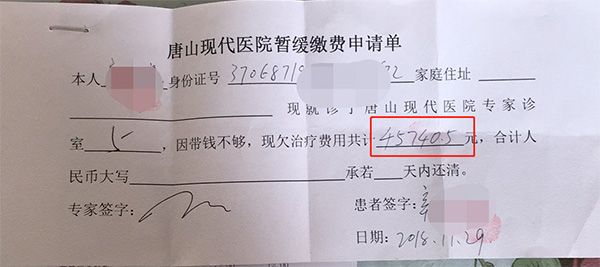 唐山现代医院暂缓缴费申请单
本人 身份证号 家庭住址
现就诊于唐山现代医院专家诊
室 5 ,因带钱不够,现欠治疗费用共计 45740.5 元,合计人
民币大写 承若 天内还清。
专家签字: 患者签字:
日期:2018.11.29